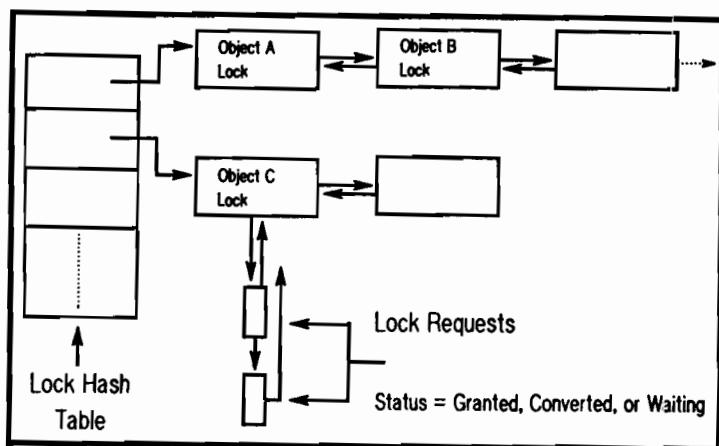 Object A
Lock
Object B
Lock
Object C
Lock
Lock Requests
Lock Hash
Table
Status = Granted, Converted, or Waiting